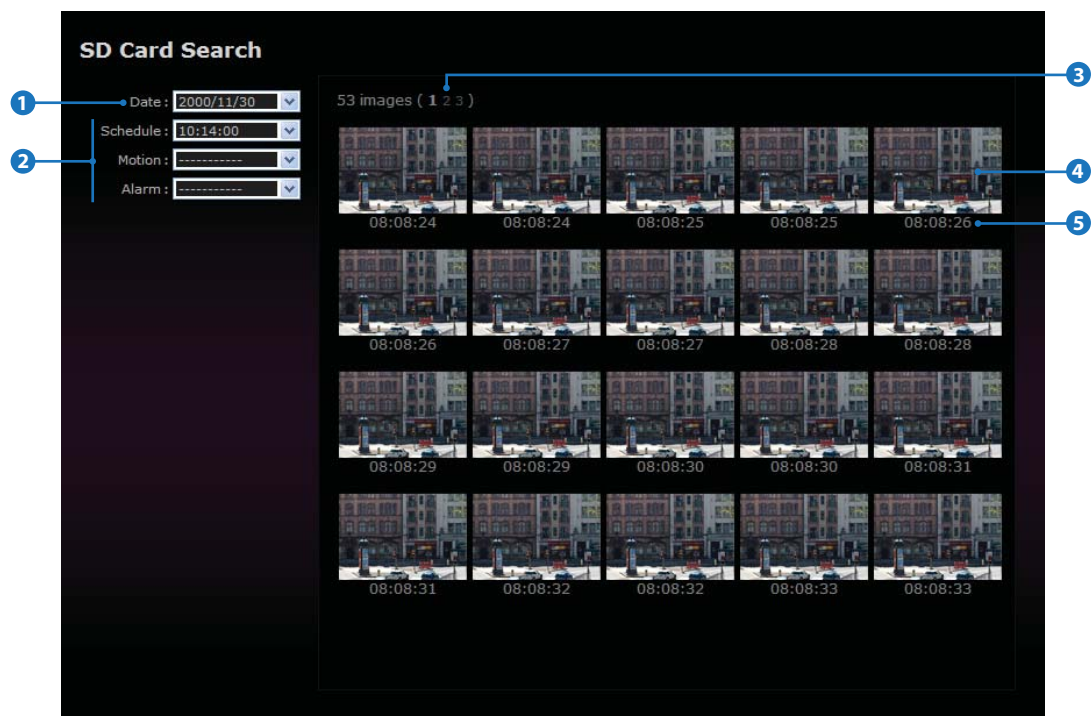 SD Card Search
1 Date : 2000/11/30
2 Schedule : 10:14:00
Motion : -----------
Alarm : -----------
53 images ( 1 2 3 ) 3
4
08:08:24 08:08:24 08:08:25 08:08:25 08:08:26 5
08:08:26 08:08:27 08:08:27 08:08:28 08:08:28
08:08:29 08:08:29 08:08:30 08:08:30 08:08:31
08:08:31 08:08:32 08:08:32 08:08:33 08:08:33